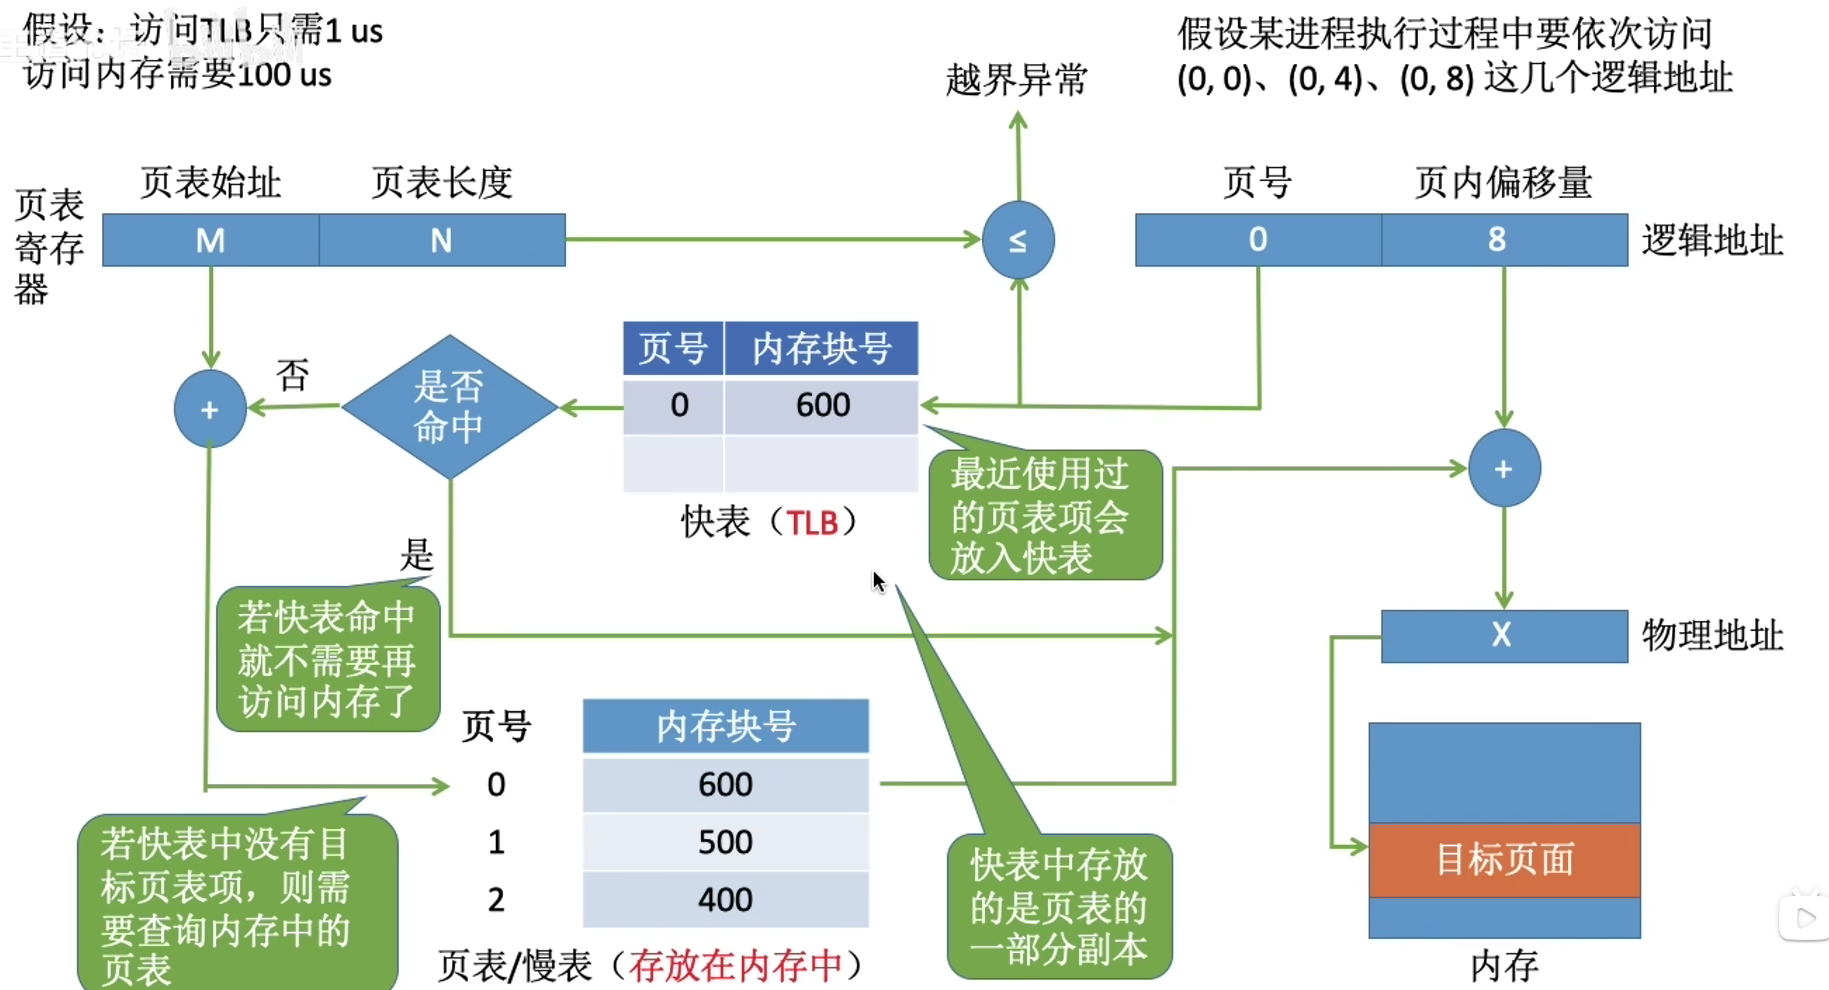 假设：访问TLB只需1 us
访问内存需要100 us
假设某进程执行过程中要依次访问
(0, 0)、(0, 4)、(0, 8) 这几个逻辑地址
越界异常
页表始址
页表长度
页号
页内偏移量
页表
寄存
器
M
N
≤
0
8
逻辑地址
页号
内存块号
0
600
快表（TLB）
是否
命中
否
+
是
最近使用过
的页表项会
放入快表
+
若快表命中
就不需要再
访问内存了
X
物理地址
页号
内存块号
0
600
1
500
2
400
页表/慢表（存放在内存中）
若快表中没有目
标页表项，则需
要查询内存中的
页表
快表中存放
的是页表的
一部分副本
目标页面
内存